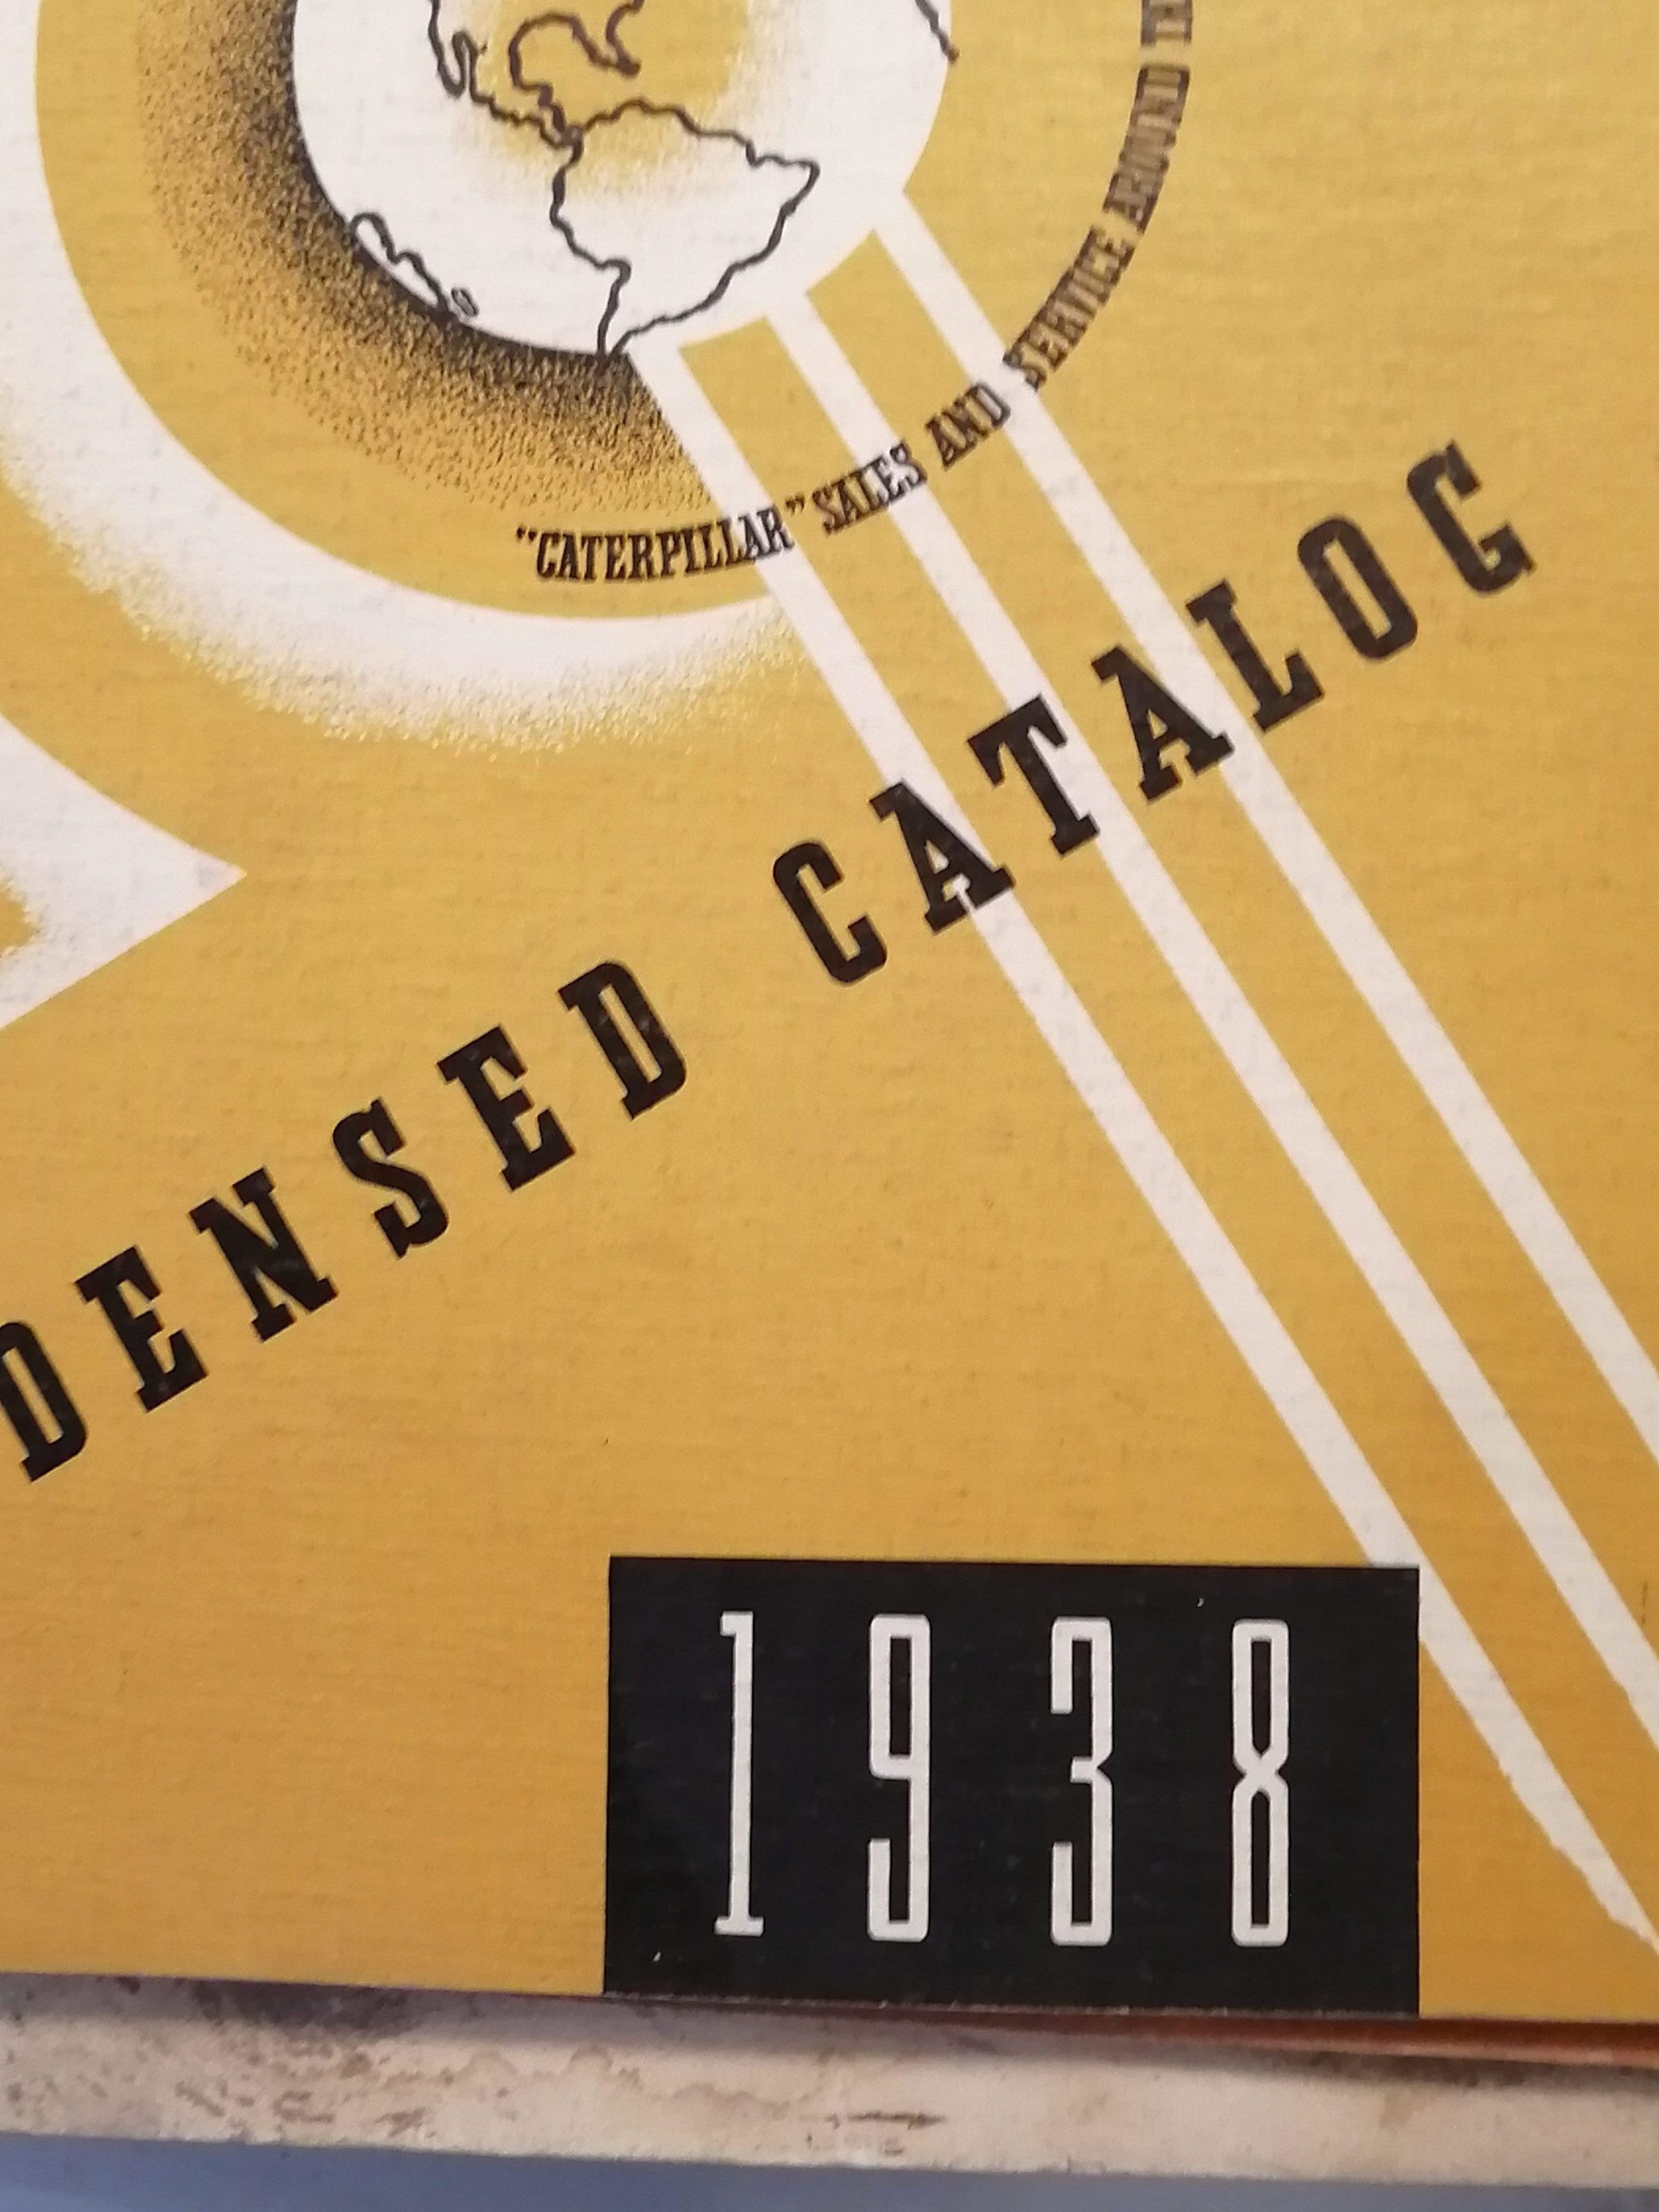 “CATERPILLAR” SALES AND SERVICE AROUND
DENSED CATALOG
1938